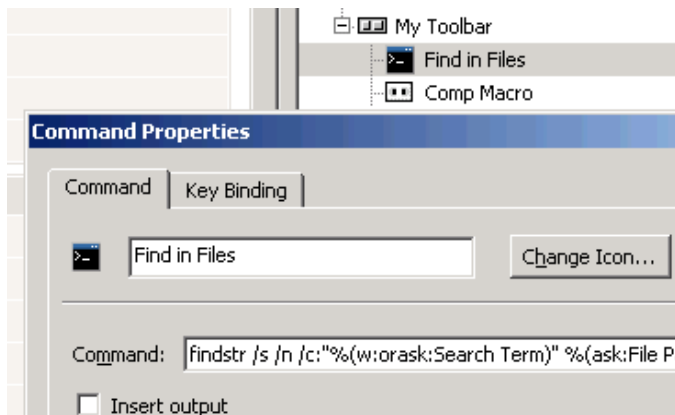 My Toolbar
Find in Files
Comp Macro
Command Properties
Command
Key Binding
Find in Files
Change Icon...
Command: findstr /s /n /c:"%(w:orask:Search Term)" %(ask:File P
Insert output